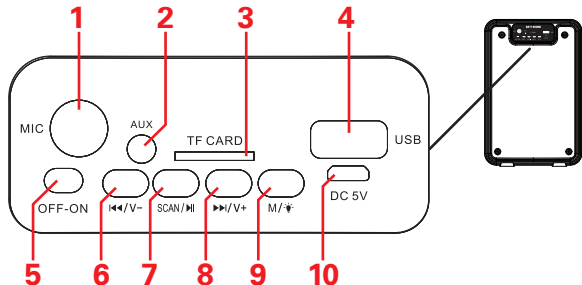 1 2 3 4
MIC
AUX
TF CARD
USB
OFF-ON
⏮/V-
SCAN/⏯
⏭/V+
M/
DC 5V
5 6 7 8 9 10